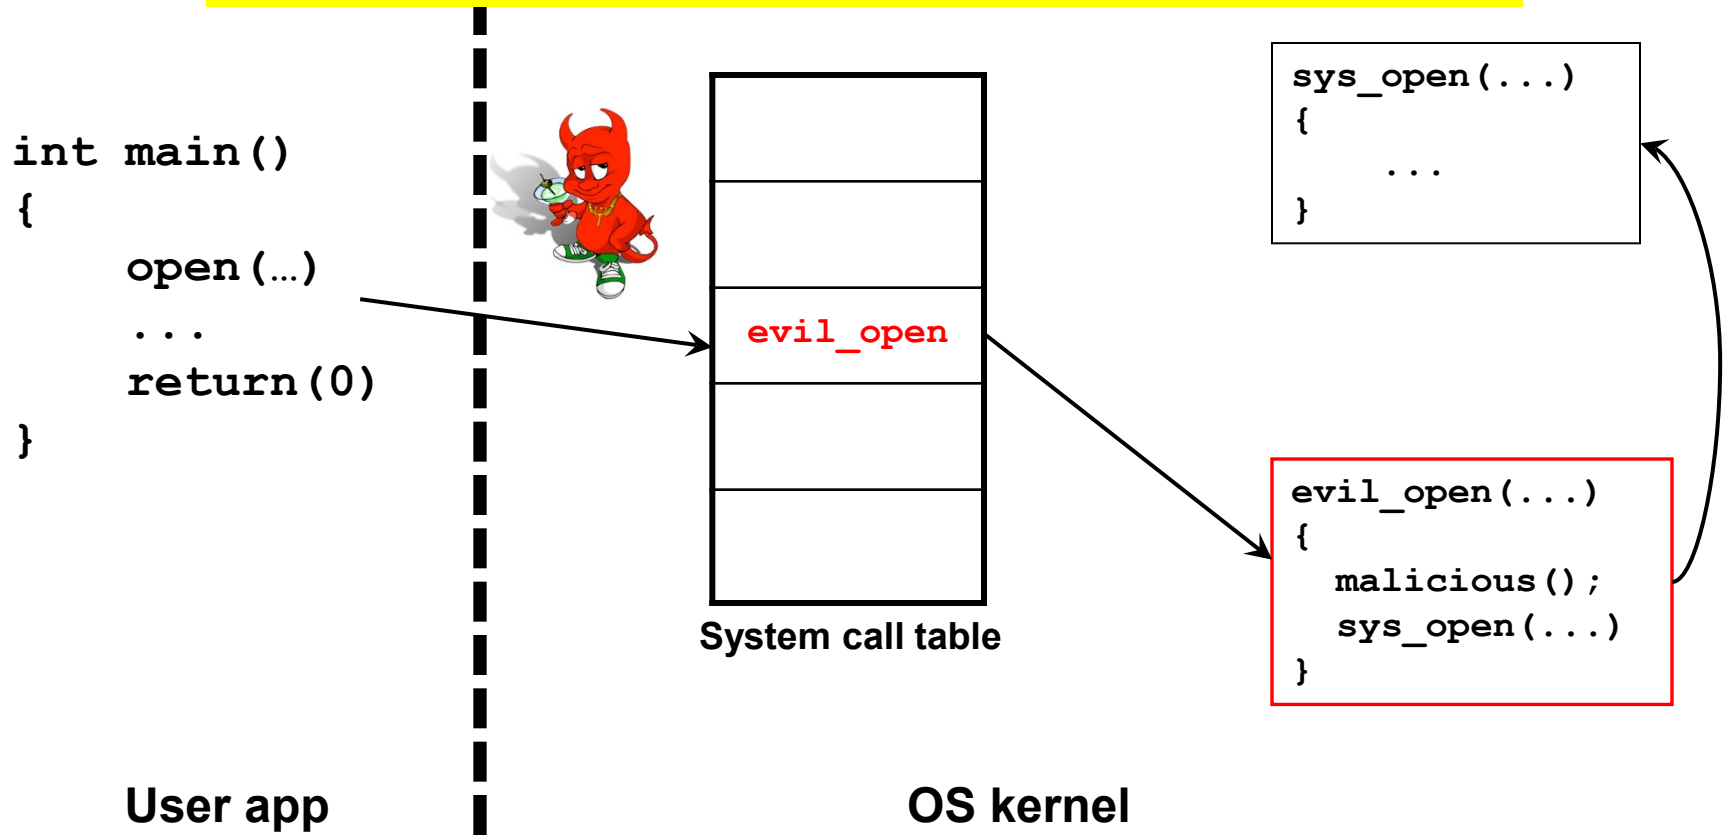 int main()
{
open(…)
...
return(0)
}
User app
evil_open
System call table
sys_open(...)
{
...
}
evil_open(...)
{
malicious();
sys_open(...)
}
OS kernel